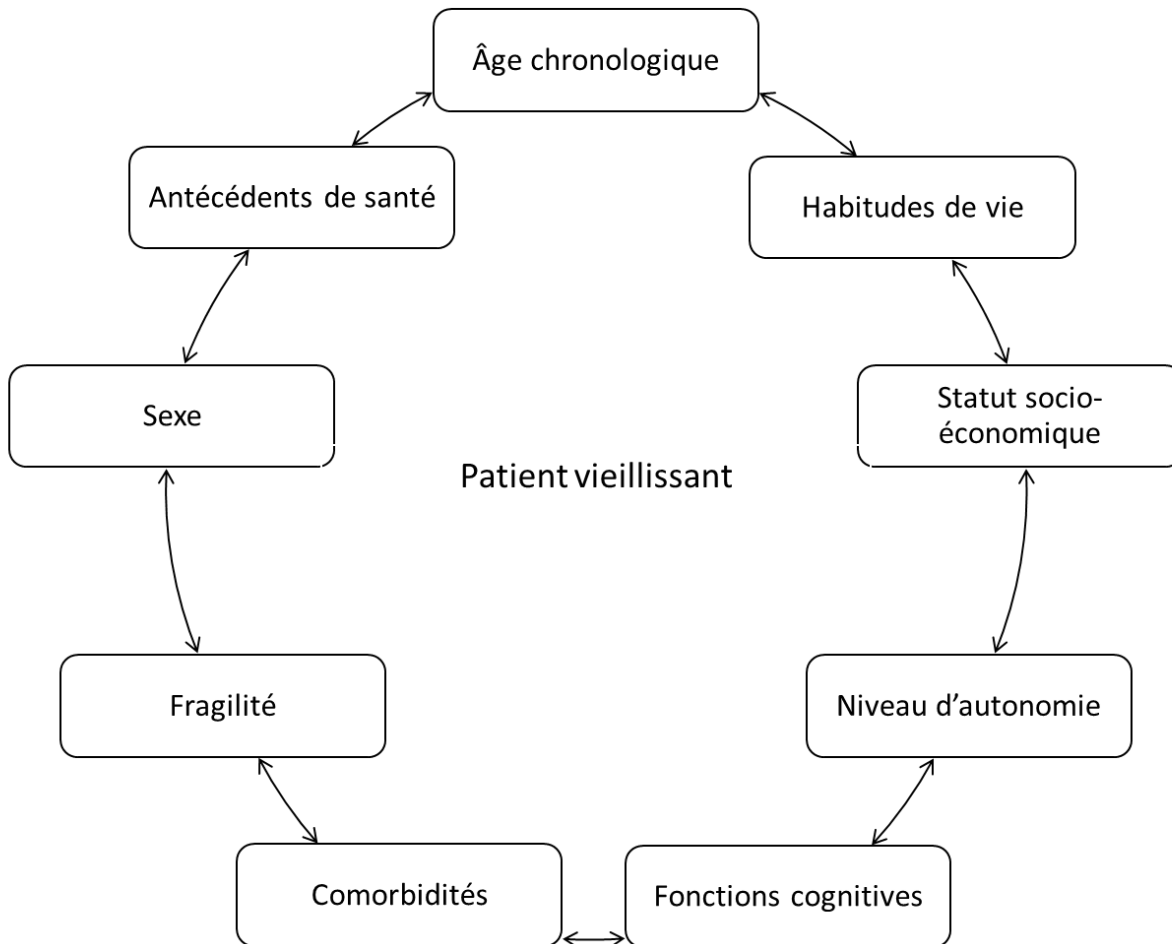 Âge chronologique
Antécédents de santé
Habitudes de vie
Sexe
Statut socio-
économique
Patient vieillissant
Fragilité
Niveau d’autonomie
Comorbidités
Fonctions cognitives